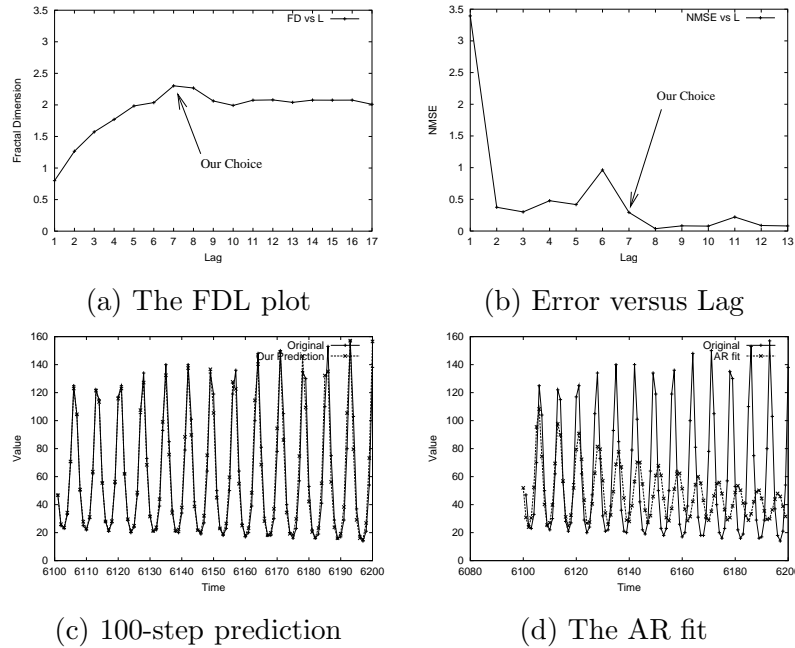 3.5
3
2.5
2
1.5
1
0.5
0
Fractal Dimension
FD vs L
Our Choice
1 2 3 4 5 6 7 8 9 10 11 12 13 14 15 16 17
Lag
(a) The FDL plot
3.5
3
2.5
2
1.5
1
0.5
0
NMSE
NMSE vs L
Our Choice
1 2 3 4 5 6 7 8 9 10 11 12 13
Lag
(b) Error versus Lag
160
140
120
100
80
60
40
20
0
Value
Original
Our Prediction
6100 6110 6120 6130 6140 6150 6160 6170 6180 6190 6200
Time
(c) 100-step prediction
160
140
120
100
80
60
40
20
0
Value
Original
AR fit
6080 6100 6120 6140 6160 6180 6200
Time
(d) The AR fit